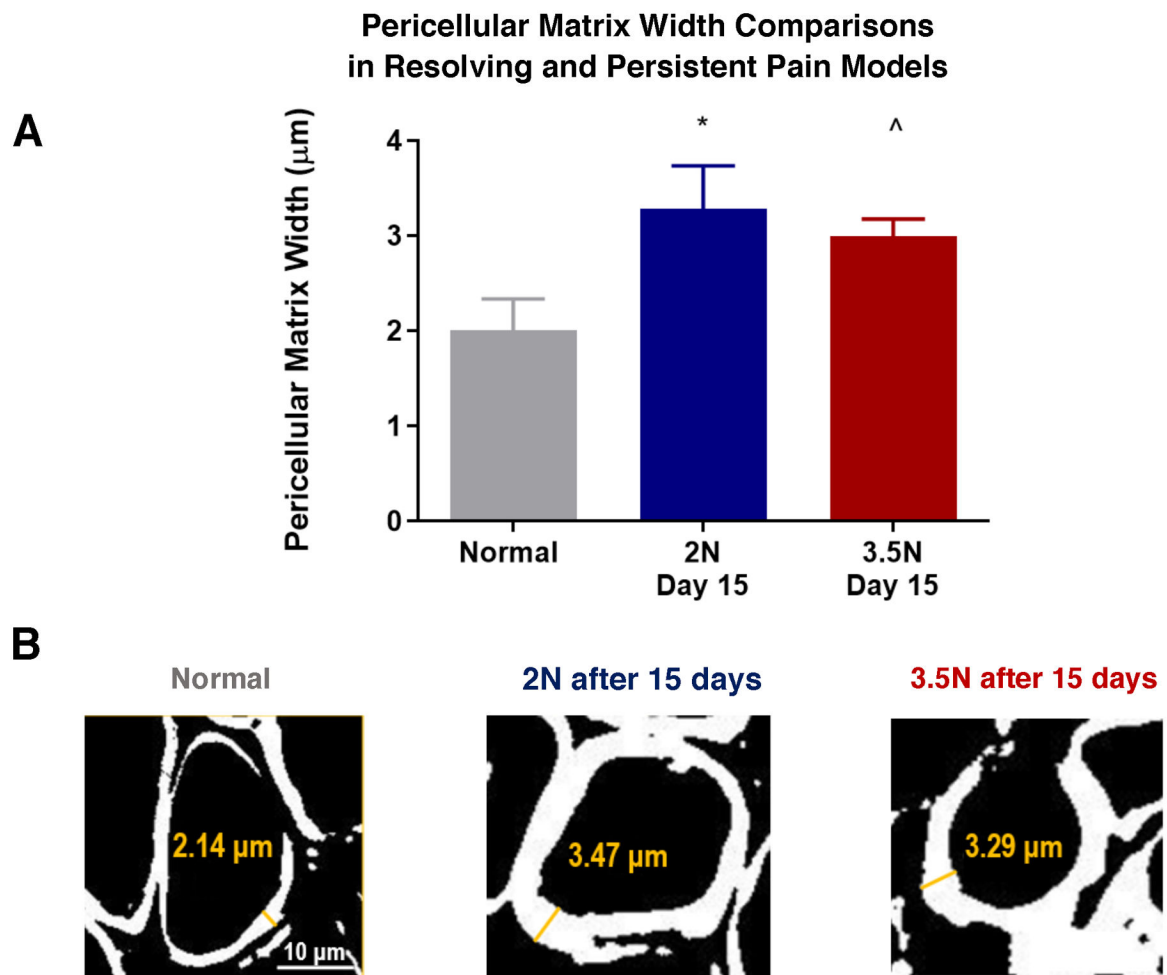 Pericellular Matrix Width Comparisons
in Resolving and Persistent Pain Models
A
Pericellular Matrix Width (μm)
* ^
4
3
2
1
0
Normal 2N 3.5N
Day 15 Day 15
B
Normal 2N after 15 days 3.5N after 15 days
2.14 μm 3.47 μm 3.29 μm
10 μm